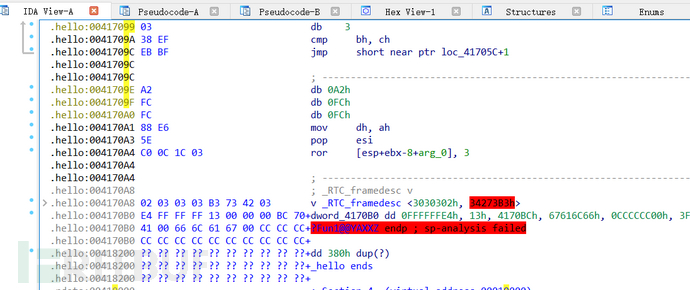 IDA View-A Pseudocode-A Pseudocode-B Hex View-1 Structures Enums
.hello:00417099 03 db 3
.hello:0041709A 38 EF cmp bh, ch
.hello:0041709C EB BF jmp short near ptr loc_41705C+1
.hello:0041709C
.hello:0041709C ; ---------------------------------------------------------------------------
.hello:0041709E A2 db 0A2h
.hello:0041709F FC db 0FCh
.hello:004170A0 FC db 0FCh
.hello:004170A1 88 E6 mov dh, ah
.hello:004170A3 5E pop esi
.hello:004170A4 C0 0C 1C 03 ror [esp+ebx-8+arg_0], 3
.hello:004170A4
.hello:004170A4 ; ---------------------------------------------------------------------------
.hello:004170A8 ; _RTC_framedesc v
.hello:004170A8 02 03 03 03 B3 73 42 03 v _RTC_framedesc <3030302h, 34273B3h>
.hello:004170B0 E4 FF FF FF 13 00 00 00 BC 70+dword_4170B0 dd 0FFFFFFE4h, 13h, 4170BCh, 67616C66h, 0CCCCCC00h, 3F
.hello:004170B0 41 00 66 6C 61 67 00 CC CC CC+?Fun1@@YAXXZ endp ; sp-analysis failed
.hello:004170B0 CC CC CC CC CC CC CC CC CC CC+
.hello:00418200 ?? ?? ?? ?? ?? ?? ?? ?? ?? ??+dd 380h dup(?)
.hello:00418200 ?? ?? ?? ?? ?? ?? ?? ?? ?? ??+_hello ends
.hello:00418200 ?? ?? ?? ?? ?? ?? ?? ?? ?? ??+